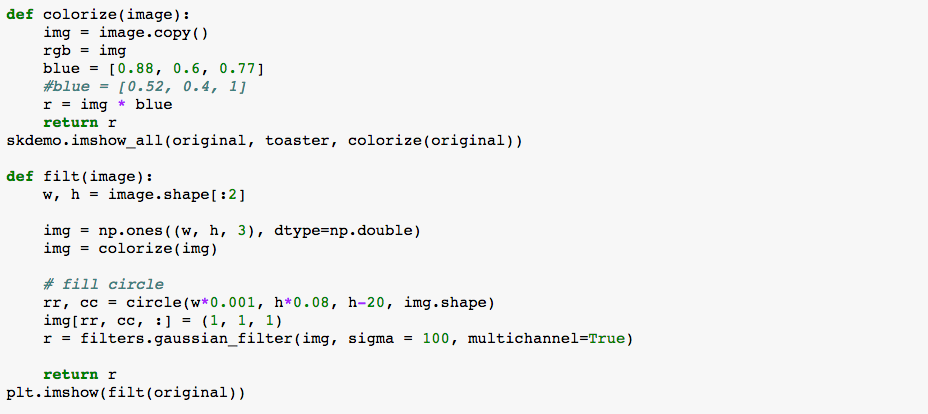 def colorize(image):
    img = image.copy()
    rgb = img
    blue = [0.88, 0.6, 0.77]
    #blue = [0.52, 0.4, 1]
    r = img * blue
    return r
skdemo.imshow_all(original, toaster, colorize(original))

def filt(image):
    w, h = image.shape[:2]

    img = np.ones((w, h, 3), dtype=np.double)
    img = colorize(img)

    # fill circle
    rr, cc = circle(w*0.001, h*0.08, h-20, img.shape)
    img[rr, cc, :] = (1, 1, 1)
    r = filters.gaussian_filter(img, sigma = 100, multichannel=True)

    return r
plt.imshow(filt(original))